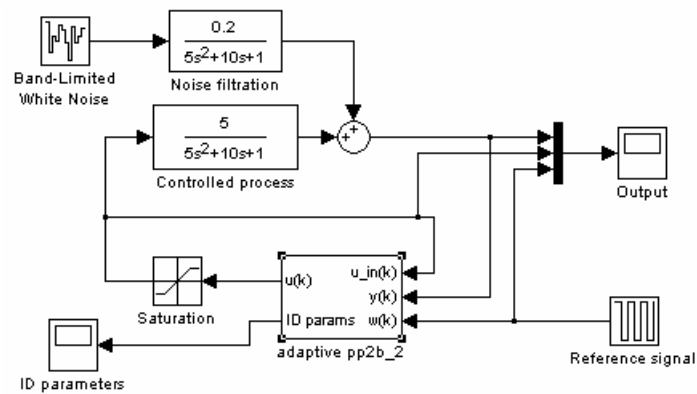 0.2
5s²+10s+1
Band-Limited
White Noise
Noise filtration
5
5s²+10s+1
Controlled process
+
+
Output
u(k)
u_in(k)
y(k)
ID params
w(k)
Saturation
adaptive pp2b_2
Reference signal
ID parameters